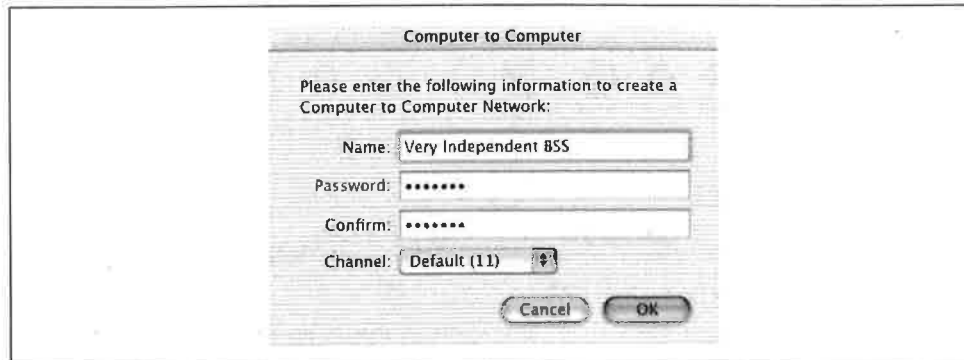 Computer to Computer
Please enter the following information to create a
Computer to Computer Network:
Name: Very Independent BSS
Password: •••••••
Confirm: •••••••
Channel: Default (11)
Cancel OK